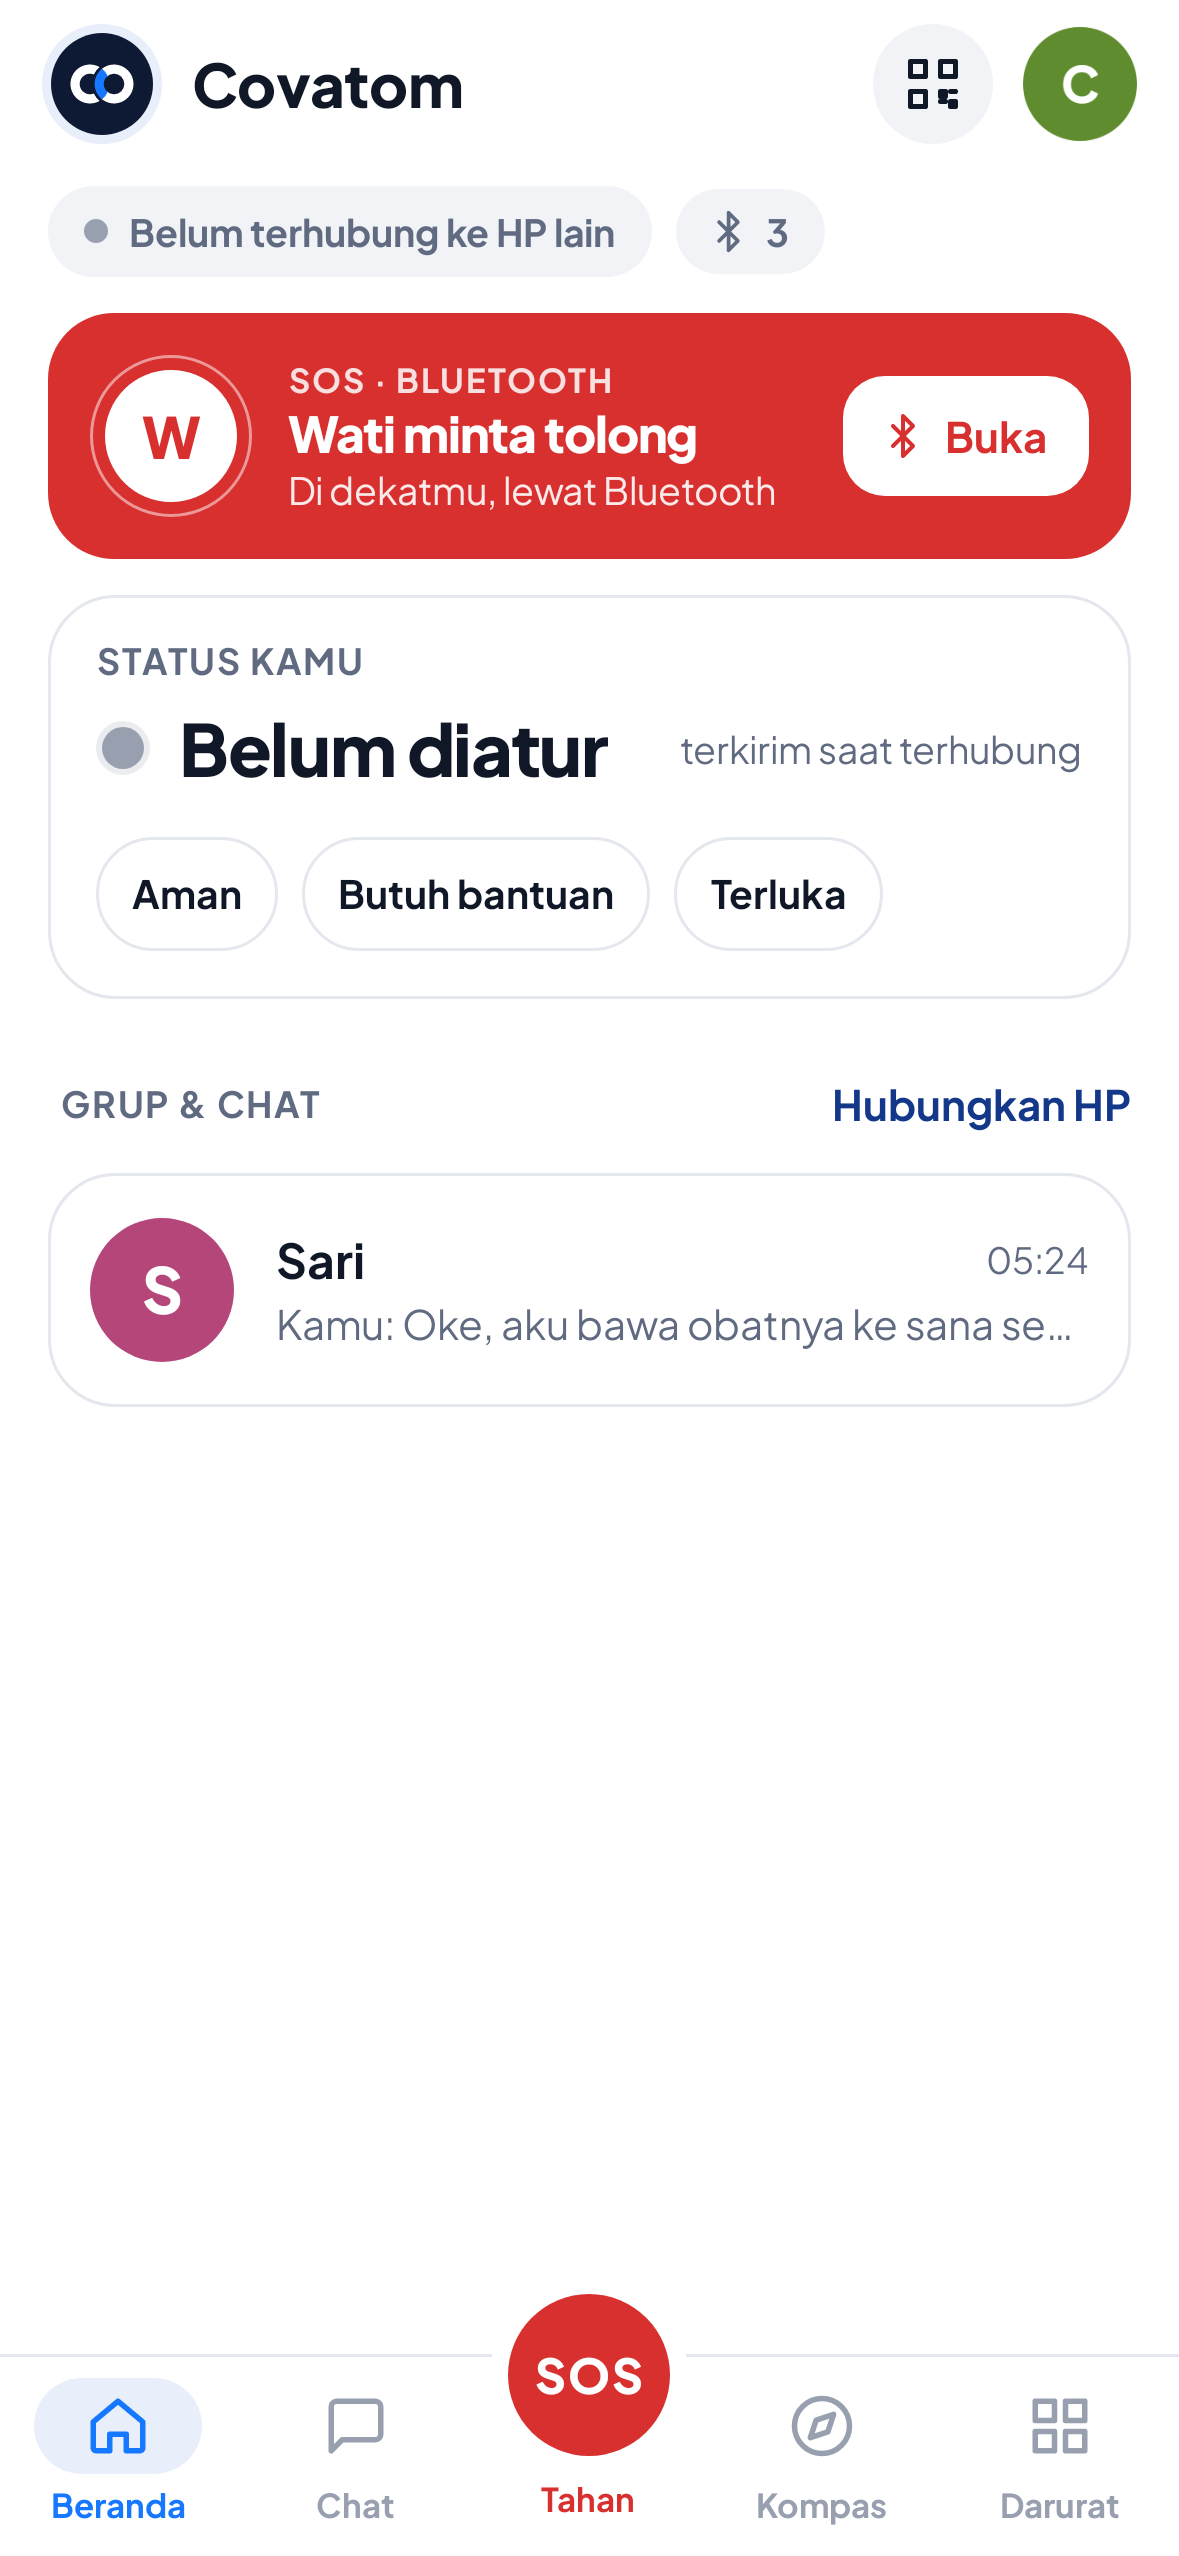 Covatom
C
Belum terhubung ke HP lain
3
W
SOS · BLUETOOTH
Wati minta tolong
Di dekatmu, lewat Bluetooth
Buka
STATUS KAMU
Belum diatur
terkirim saat terhubung
Aman
Butuh bantuan
Terluka
GRUP & CHAT
Hubungkan HP
S
Sari
05:24
Kamu: Oke, aku bawa obatnya ke sana se...
SOS
Beranda
Chat
Tahan
Kompas
Darurat